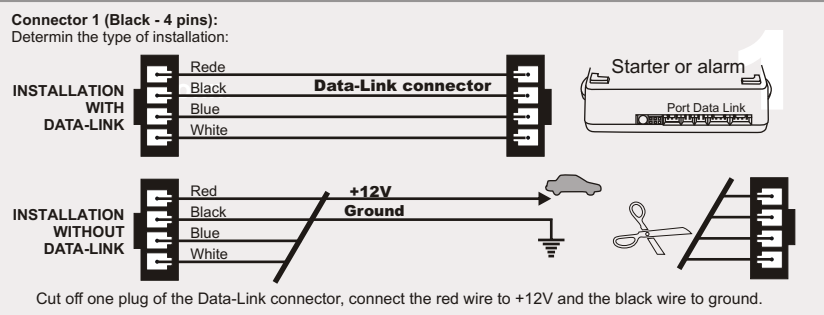 Connector 1 (Black - 4 pins):
Determin the type of installation:
1
INSTALLATION
WITH
DATA-LINK
Rede
Black
Blue
White
Data-Link connector
Starter or alarm
Port Data Link
INSTALLATION
WITHOUT
DATA-LINK
Red
Black
Blue
White
+12V
Ground
Cut off one plug of the Data-Link connector, connect the red wire to +12V and the black wire to ground.